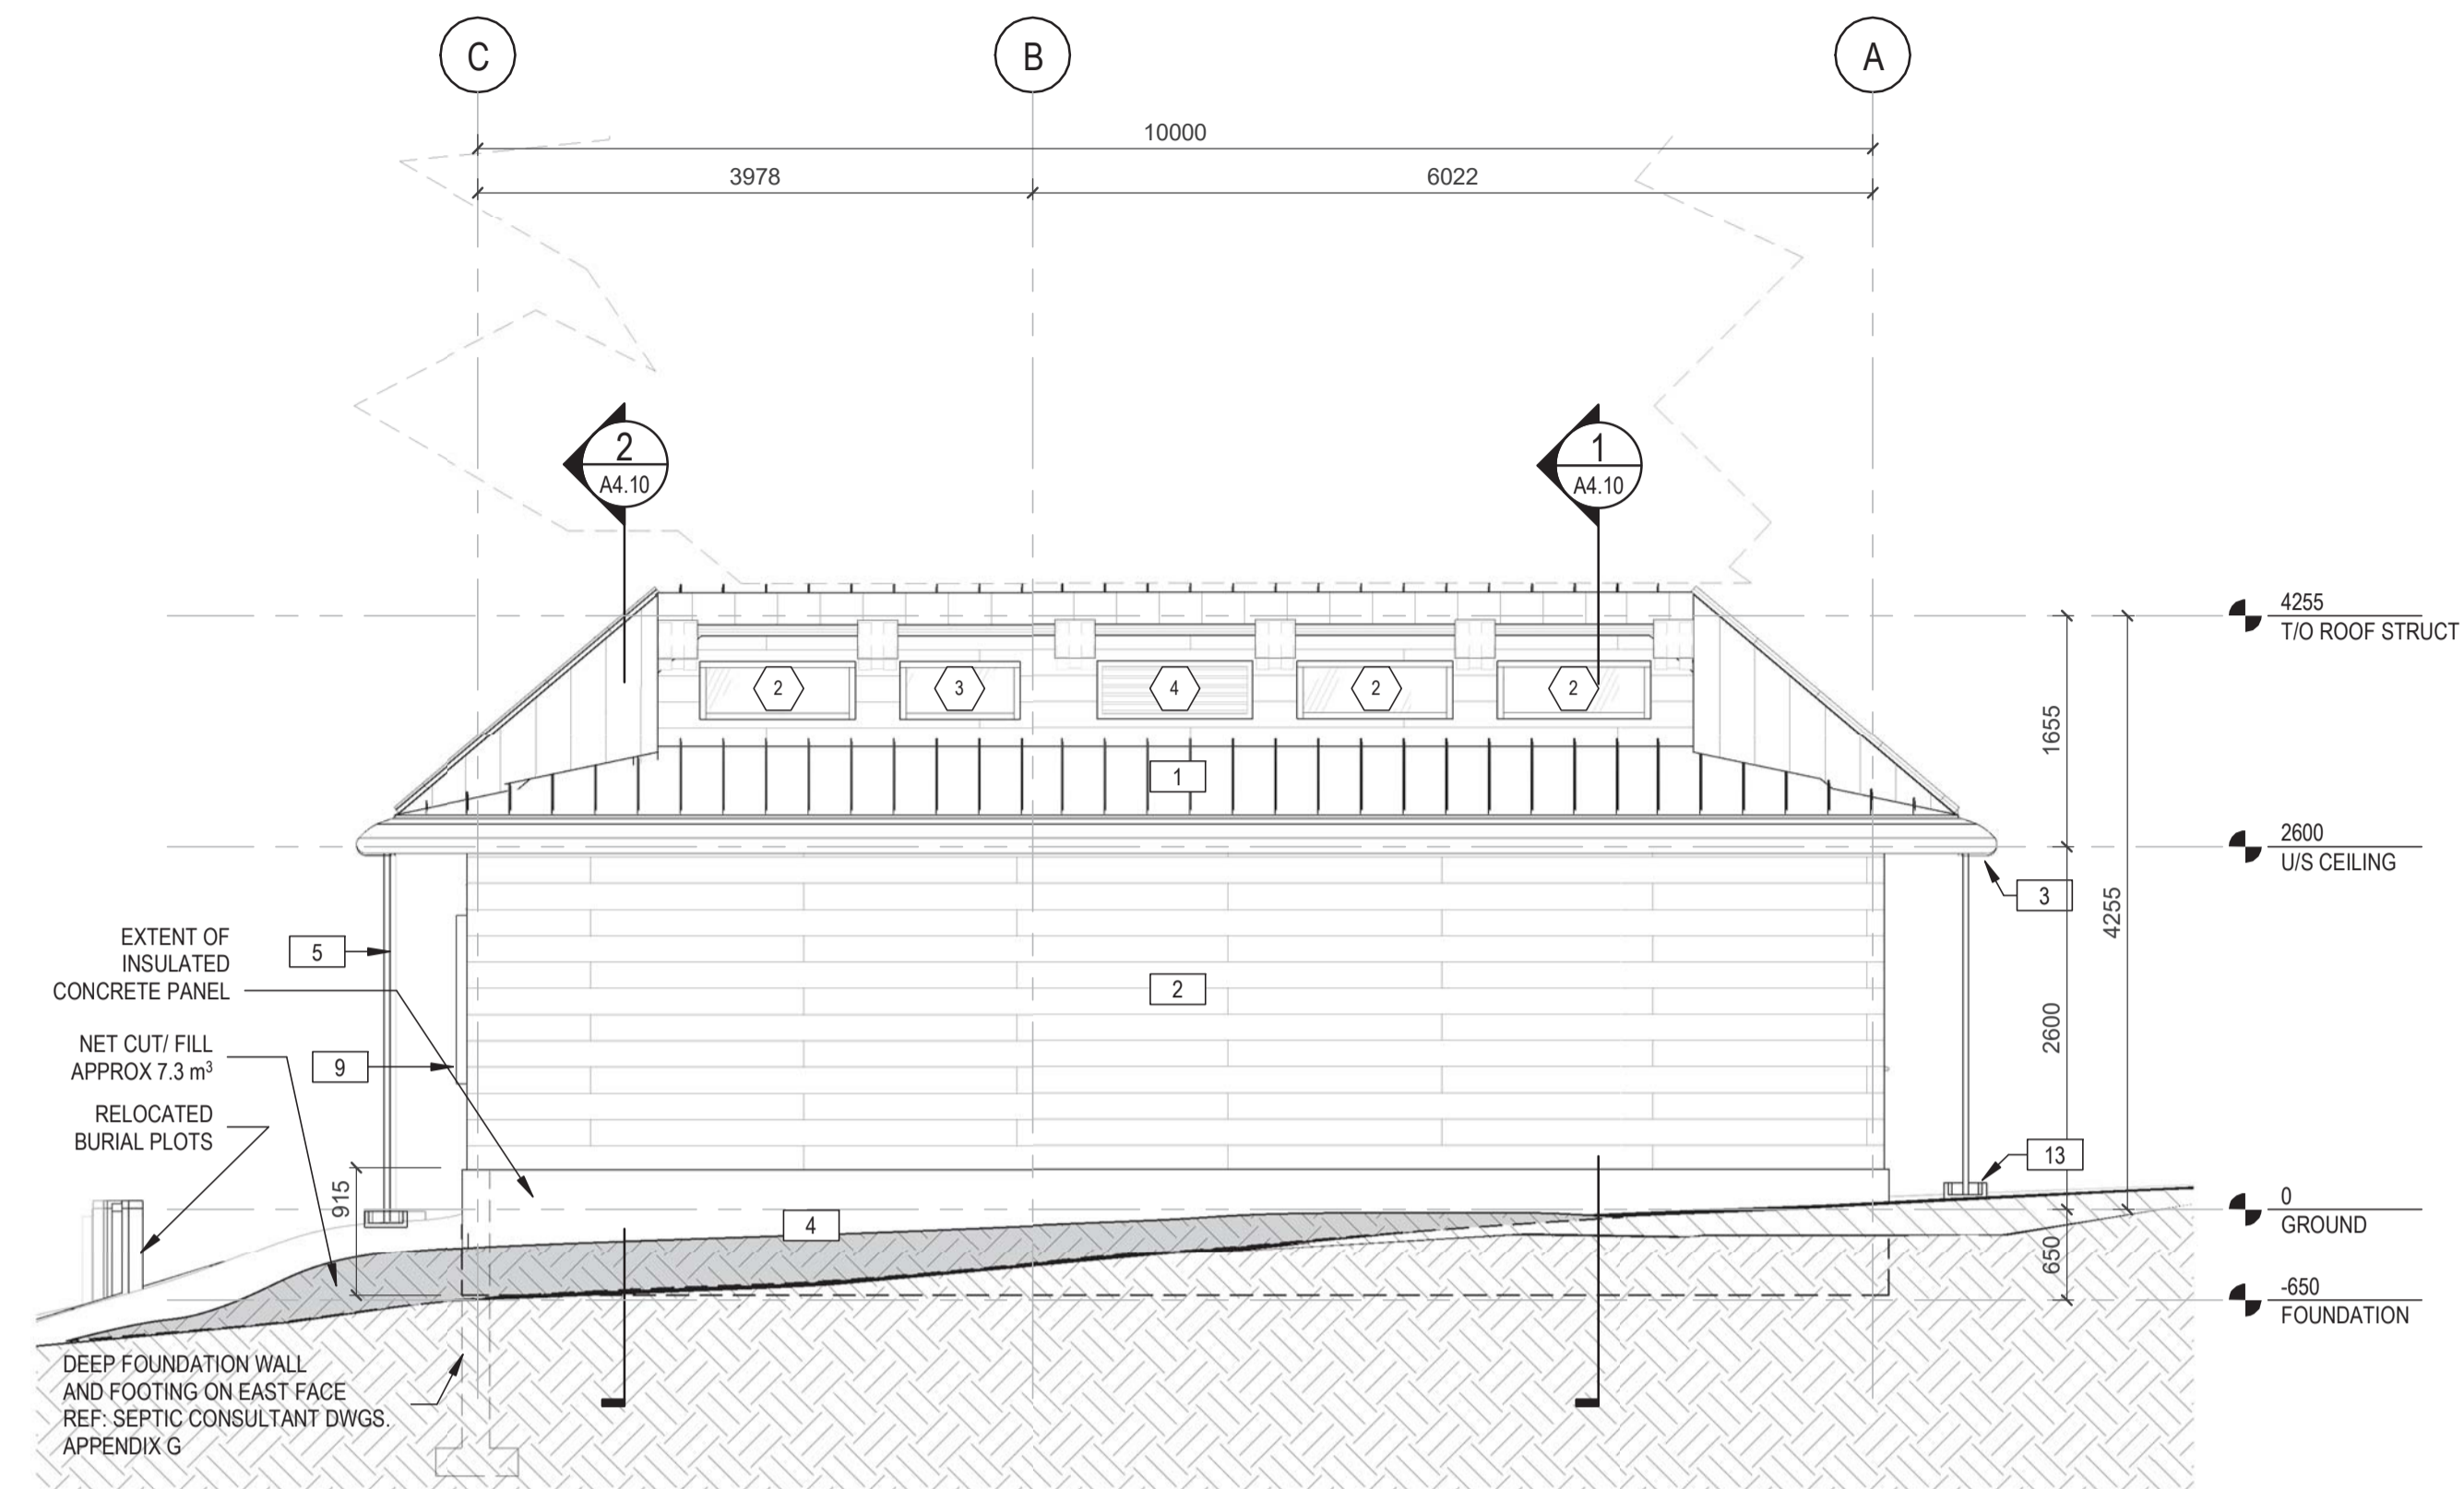 C
B
A
10000
3978
6022
2
A4.10
1
A4.10
4255
T/O ROOF STRUCT
2
3
4
2
2
1655
1
2600
U/S CEILING
3
4255
EXTENT OF
INSULATED
CONCRETE PANEL
5
2
2600
NET CUT/ FILL
APPROX 7.3 m³
9
RELOCATED
BURIAL PLOTS
13
915
4
0
GROUND
650
-650
FOUNDATION
DEEP FOUNDATION WALL
AND FOOTING ON EAST FACE
REF: SEPTIC CONSULTANT DWGS.
APPENDIX G